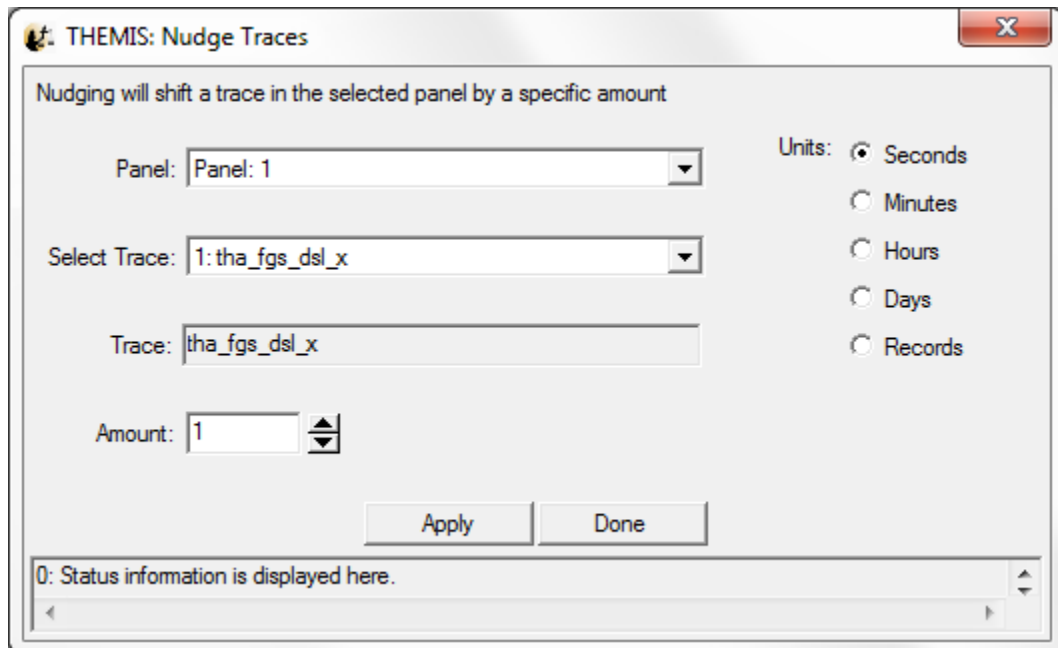 THEMIS: Nudge Traces
Nudging will shift a trace in the selected panel by a specific amount
Panel: Panel: 1
Units: Seconds
Minutes
Select Trace: 1: tha_fgs_dsl_x
Hours
Days
Trace: tha_fgs_dsl_x
Records
Amount: 1
Apply Done
0: Status information is displayed here.